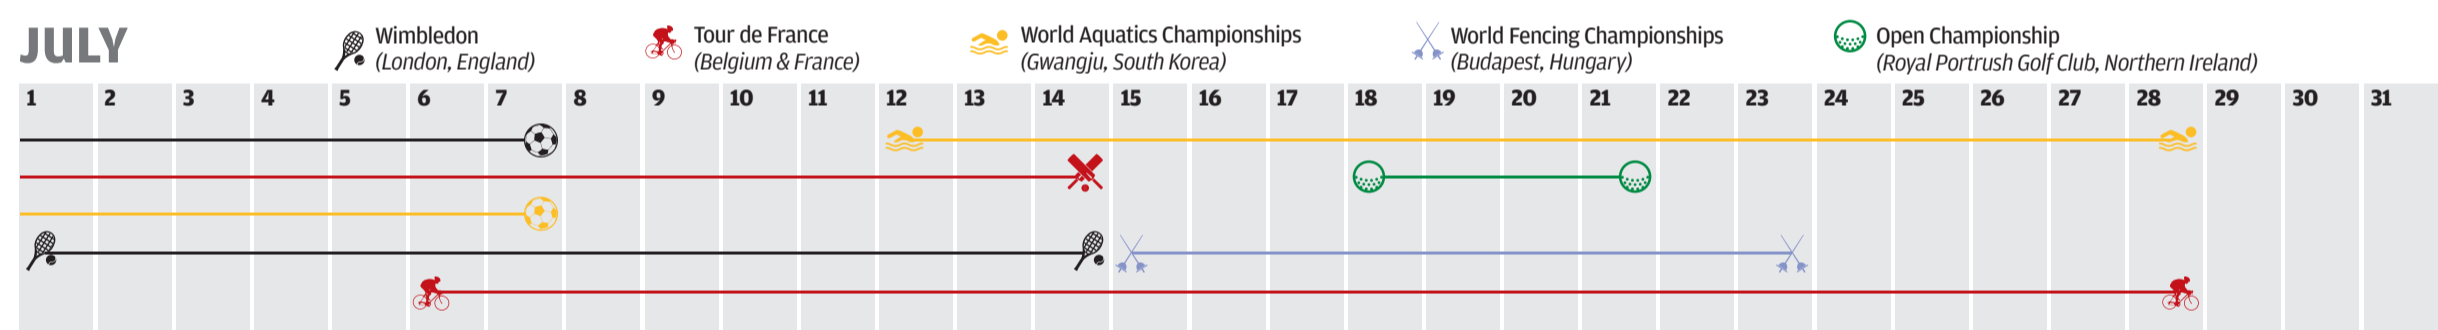 JULY
Wimbledon
(London, England)
Tour de France
(Belgium & France)
World Aquatics Championships
(Gwangju, South Korea)
World Fencing Championships
(Budapest, Hungary)
Open Championship
(Royal Portrush Golf Club, Northern Ireland)
1 2 3 4 5 6 7 8 9 10 11 12 13 14 15 16 17 18 19 20 21 22 23 24 25 26 27 28 29 30 31